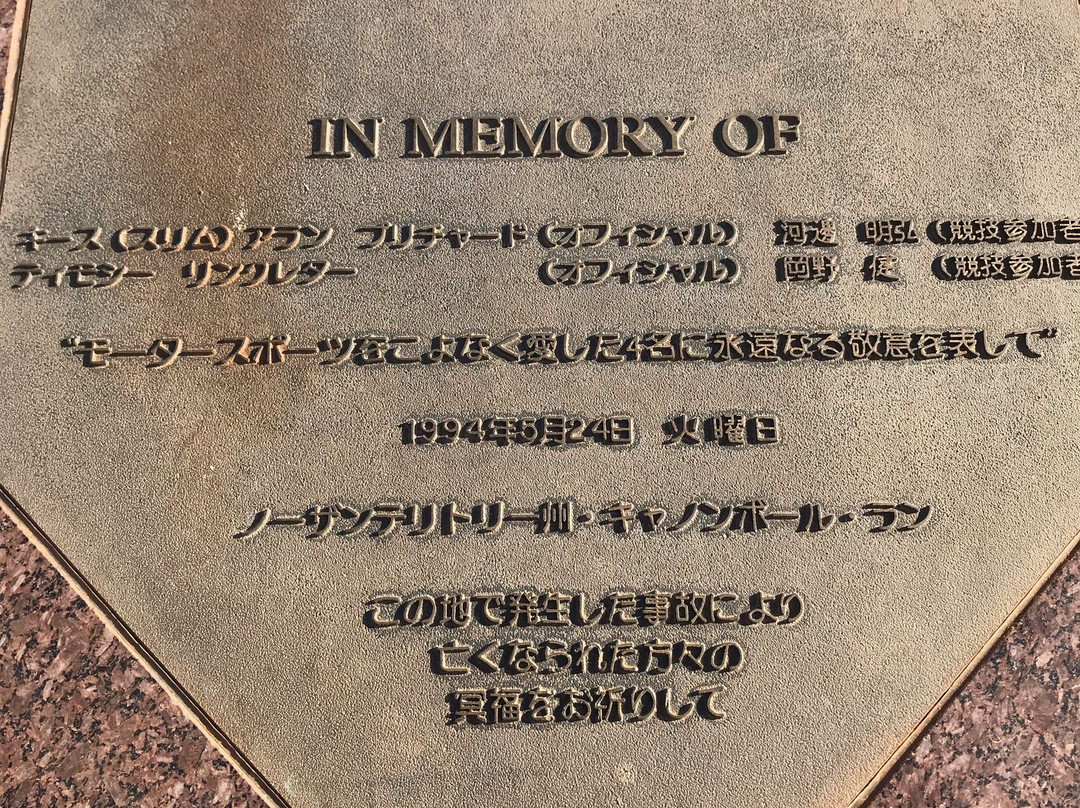 IN MEMORY OF
キース（スリム）アラン　プリチャード（オフィシャル）　河邊　明弘（競技参加者
ティモシー　リンクレター　（オフィシャル）　岡野　健　（競技参加者
“モータースポーツをこよなく愛した4名に永遠なる敬意を表して”
1994年5月24日　火曜日
ノーザンテリトリー州・キャノンボール・ラン
この地で発生した事故により
亡くなられた方々の
冥福をお祈りして